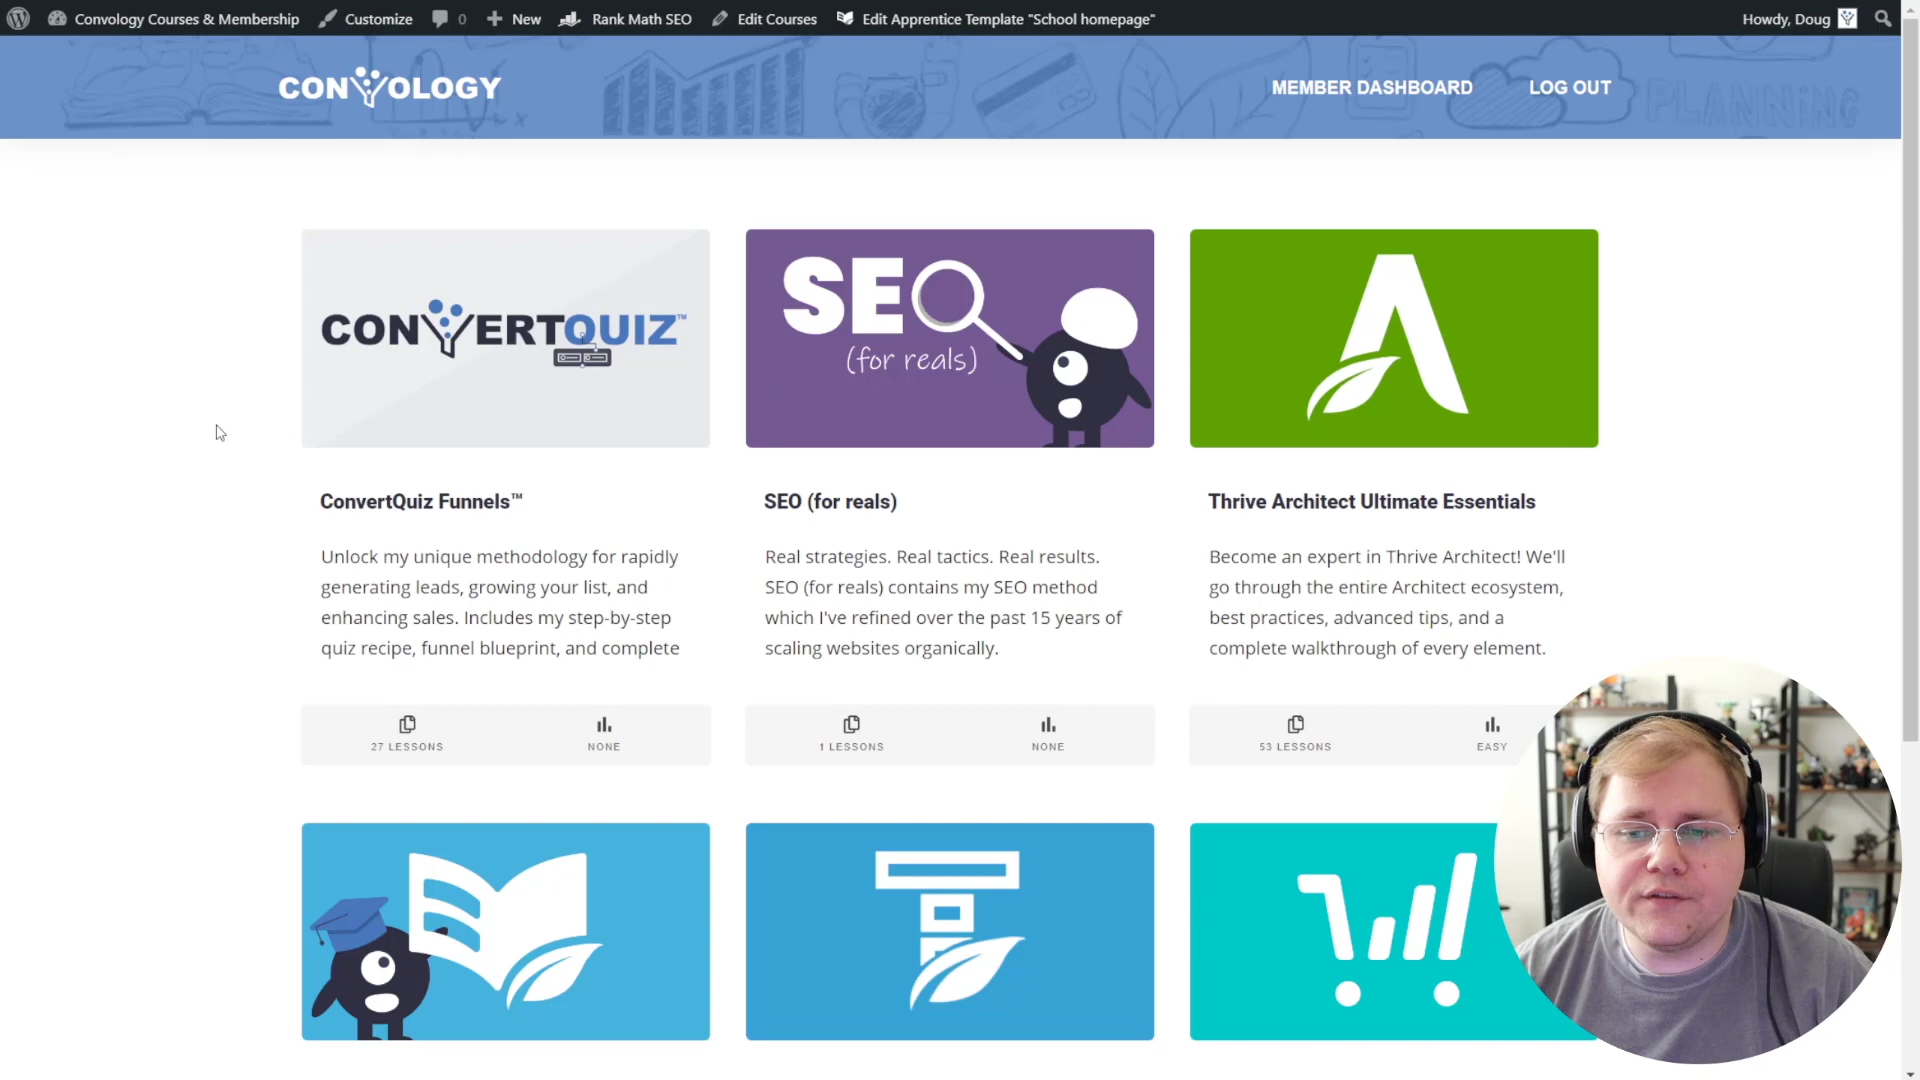 Convology Courses & Membership Customize 0 New Rank Math SEO Edit Courses Edit Apprentice Template "School homepage" Howdy, Doug
CONVOLOGY MEMBER DASHBOARD LOG OUT
PLANNING
CONVERTQUIZ™
SEO
(for reals)
ConvertQuiz Funnels™
Unlock my unique methodology for rapidly
generating leads, growing your list, and
enhancing sales. Includes my step-by-step
quiz recipe, funnel blueprint, and complete
27 LESSONS NONE
SEO (for reals)
Real strategies. Real tactics. Real results.
SEO (for reals) contains my SEO method
which I've refined over the past 15 years of
scaling websites organically.
1 LESSONS NONE
Thrive Architect Ultimate Essentials
Become an expert in Thrive Architect! We'll
go through the entire Architect ecosystem,
best practices, advanced tips, and a
complete walkthrough of every element.
53 LESSONS EASY